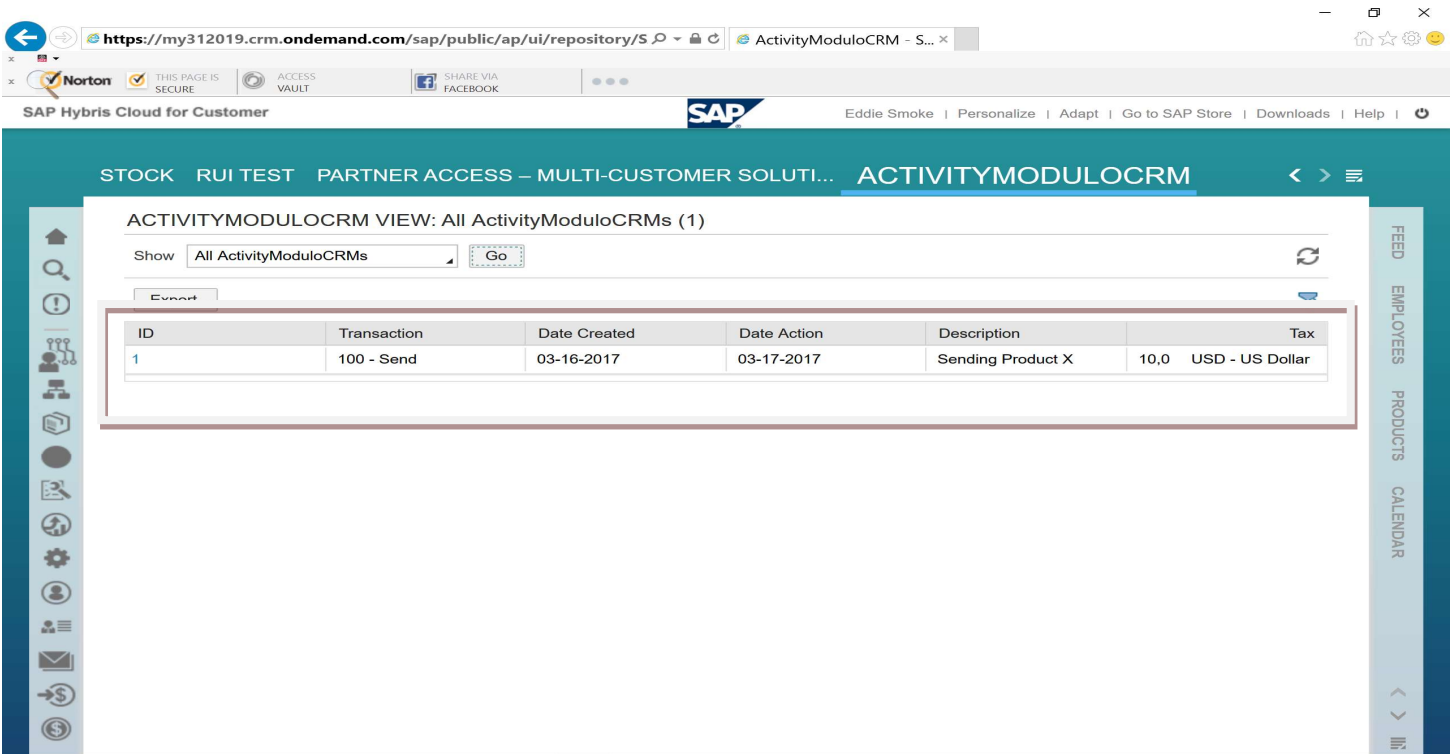 https://my312019.crm.ondemand.com/sap/public/ap/ui/repository/S
ActivityModuloCRM - S...
Norton
THIS PAGE IS SECURE
ACCESS VAULT
SHARE VIA FACEBOOK
SAP Hybris Cloud for Customer
SAP
Eddie Smoke | Personalize | Adapt | Go to SAP Store | Downloads | Help |
STOCK RUI TEST PARTNER ACCESS – MULTI-CUSTOMER SOLUTI... ACTIVITYMODULOCRM
ACTIVITYMODULOCRM VIEW: All ActivityModuloCRMs (1)
Show All ActivityModuloCRMs Go
Export
ID Transaction Date Created Date Action Description Tax
1 100 - Send 03-16-2017 03-17-2017 Sending Product X 10,0 USD - US Dollar
FEED
EMPLOYEES
PRODUCTS
CALENDAR